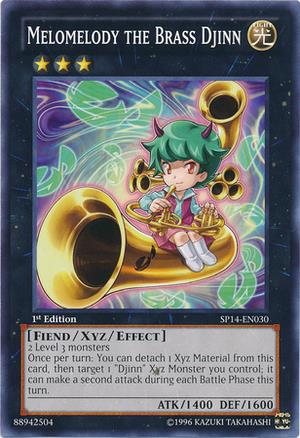 MELOMELODY THE BRASS DJINN
LIGHT
光
1st Edition
SP14-EN030
[FIEND/XYZ/EFFECT]
2 Level 3 monsters
Once per turn: You can detach 1 Xyz Material from this
card, then target 1 "Djinn" Xyz Monster you control; it
can make a second attack during each Battle Phase this
turn.
ATK/1400 DEF/1600
88942504
©1996 KAZUKI TAKAHASHI